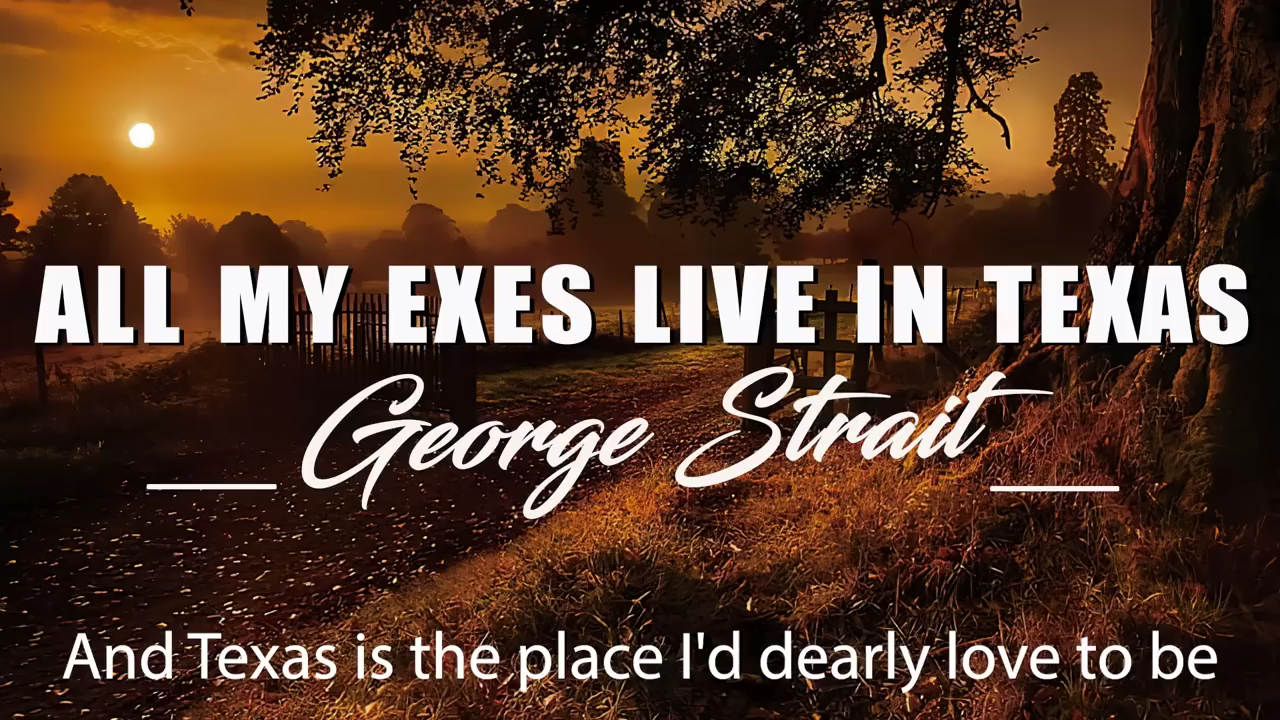 ALL MY EXES LIVE IN TEXAS
George Strait
And Texas is the place I'd dearly love to be